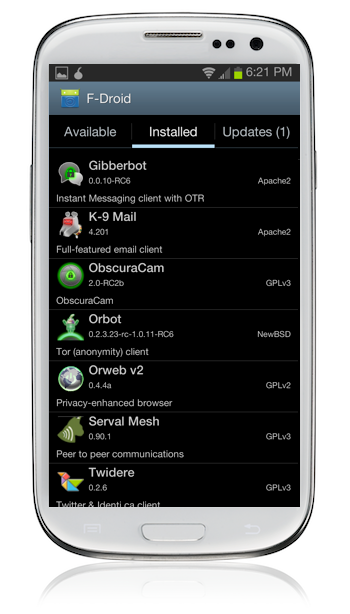 6:21 PM
F-Droid
Available Installed Updates (1)
Gibberbot
0.0.10-RC6 Apache2
Instant Messaging client with OTR
K-9 Mail
4.201 Apache2
Full-featured email client
ObscuraCam
2.0-RC2b GPLv3
ObscuraCam
Orbot
0.2.3.23-rc-1.0.11-RC6 NewBSD
Tor (anonymity) client
Orweb v2
0.4.4a GPLv2
Privacy-enhanced browser
Serval Mesh
0.90.1 GPLv3
Peer to peer communications
Twidere
0.2.6 GPLv3
Twitter & Identi.ca client